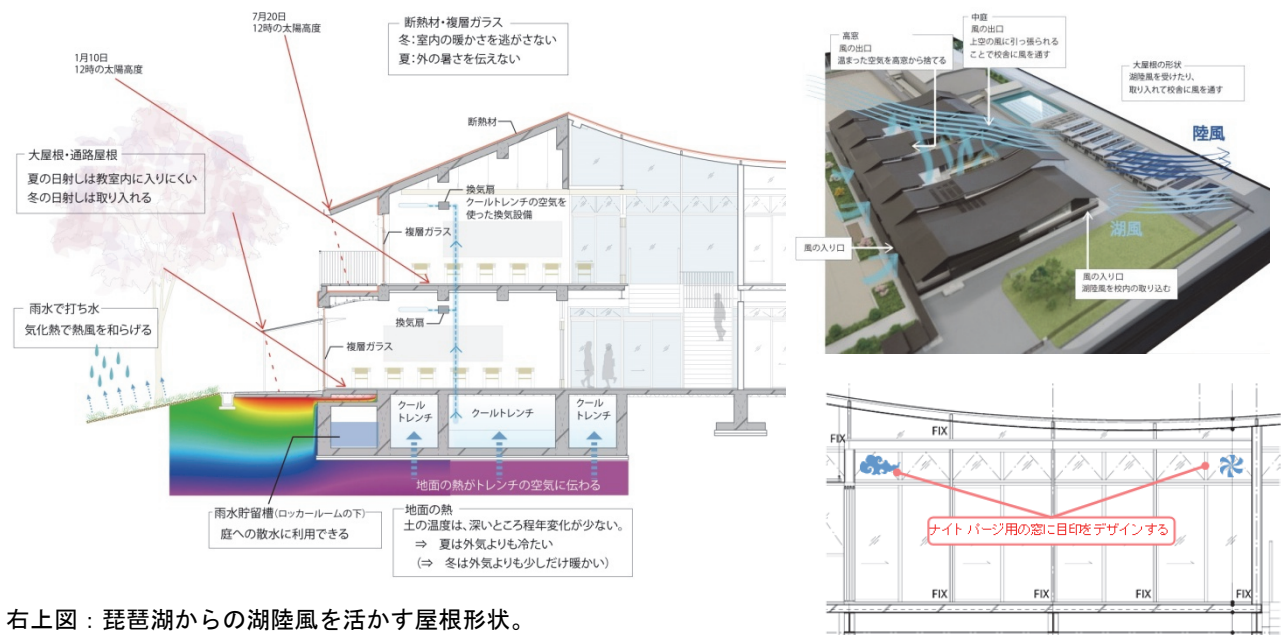 7月20日
12時の太陽高度
1月10日
12時の太陽高度
断熱材・複層ガラス
冬：室内の暖かさを逃がさない
夏：外の暑さを伝えない
断熱材
大屋根・通路屋根
夏の日射しは教室内に入りにくい
冬の日射しは取り入れる
換気扇
クールトレンチの空気を
使った換気設備
複層ガラス
雨水で打ち水
気化熱で熱風を和らげる
換気扇
複層ガラス
クール
トレンチ
クールトレンチ
クール
トレンチ
地面の熱がトレンチの空気に伝わる
雨水貯留槽(ロッカールームの下)
庭への散水に利用できる
地面の熱
土の温度は、深いところ程年変化が少ない。
⇒ 夏は外気よりも冷たい
(⇒ 冬は外気よりも少しだけ暖かい)
右上図：琵琶湖からの湖陸風を活かす屋根形状。
高窓
風の出口
温まった空気を高窓から捨てる
中庭
風の出口
上空の風に引っ張られる
ことで校舎に風を通す
大屋根の形状
湖陸風を受けたり、
取り入れて校舎に風を通す
陸風
湖風
風の入り口
風の入り口
湖陸風を校内の取り込む
FIX
FIX
FIX
FIX
ナイト パージ用の窓に目印をデザインする
FIX
FIX
FIX
FIX
FIX